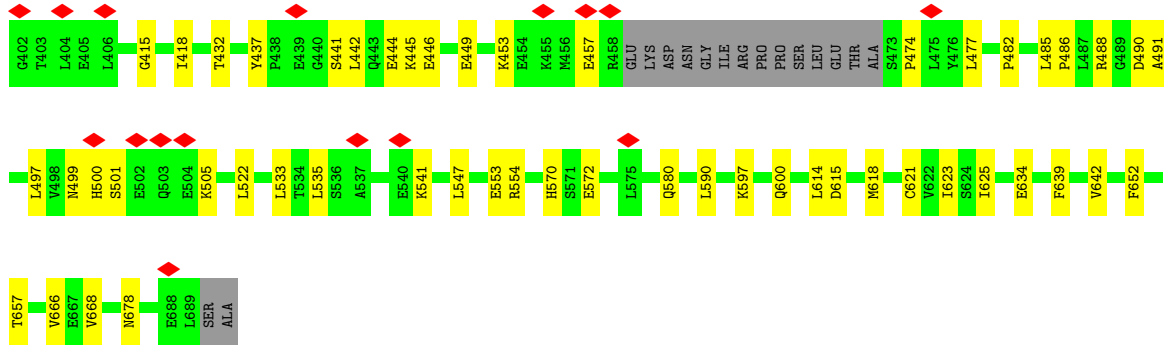 G402 T403 L404 E405 L406 G415 I418 T432 Y437 P438 E439 G440 S441 L442 Q443 E444 K445 E446 E449 K453 E454 K455 M456 E457 R458 GLU LYS ASP ASN GLY ILE ARG PRO PRO SER LEU GLU THR ALA S473 P474 L475 Y476 L477 P482 L485 P486 L487 R488 G489 D490 A491
L497 V498 N499 H500 S501 E502 Q503 E504 K505 L522 L533 T534 L535 S536 A537 E540 K541 L547 E553 R554 H570 S571 E572 L575 Q580 L590 K597 Q600 L614 D615 M618 C621 V622 I623 S624 I625 E634 F639 V642 F652
T657 V666 E667 V668 N678 E688 L689 SER ALA